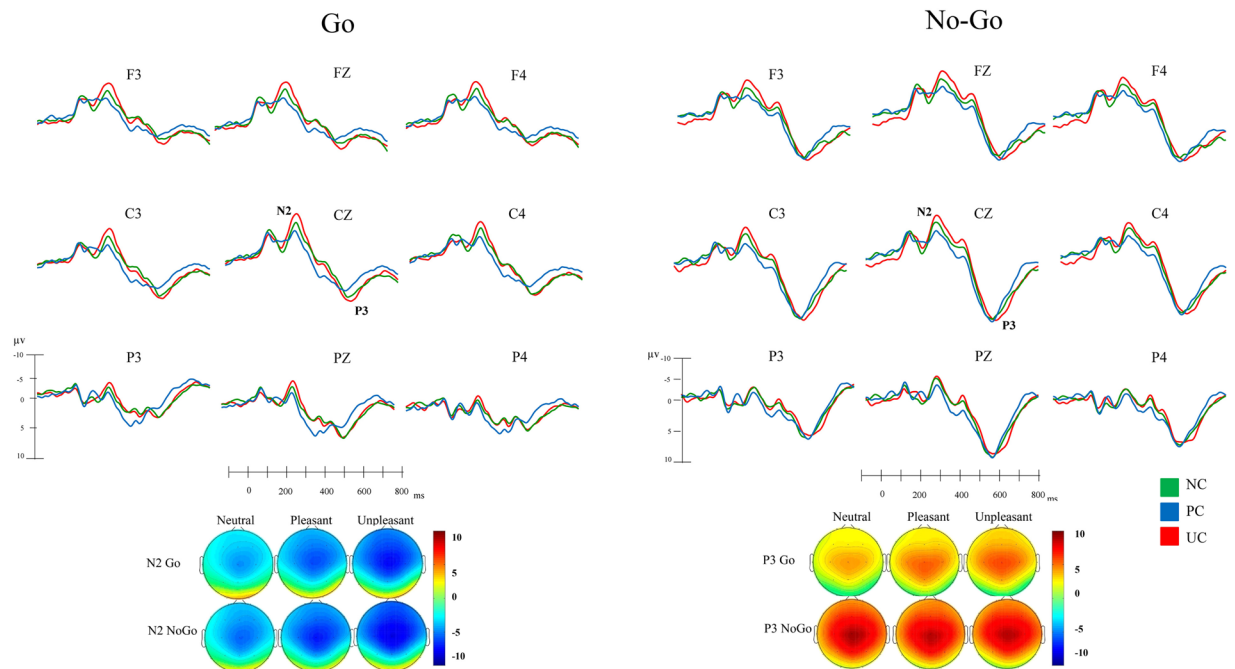 Go
No-Go
F3 FZ F4
F3 FZ F4
C3 N2 CZ C4
P3
C3 N2 CZ C4
P3
µv
-10
-5
0
5
10
P3 PZ P4
µv
-10
-5
0
5
10
P3 PZ P4
0 200 400 600 800 ms
0 200 400 600 800 ms
NC
PC
UC
Neutral Pleasant Unpleasant
N2 Go
N2 NoGo
10
5
0
-5
-10
Neutral Pleasant Unpleasant
P3 Go
P3 NoGo
10
5
0
-5
-10